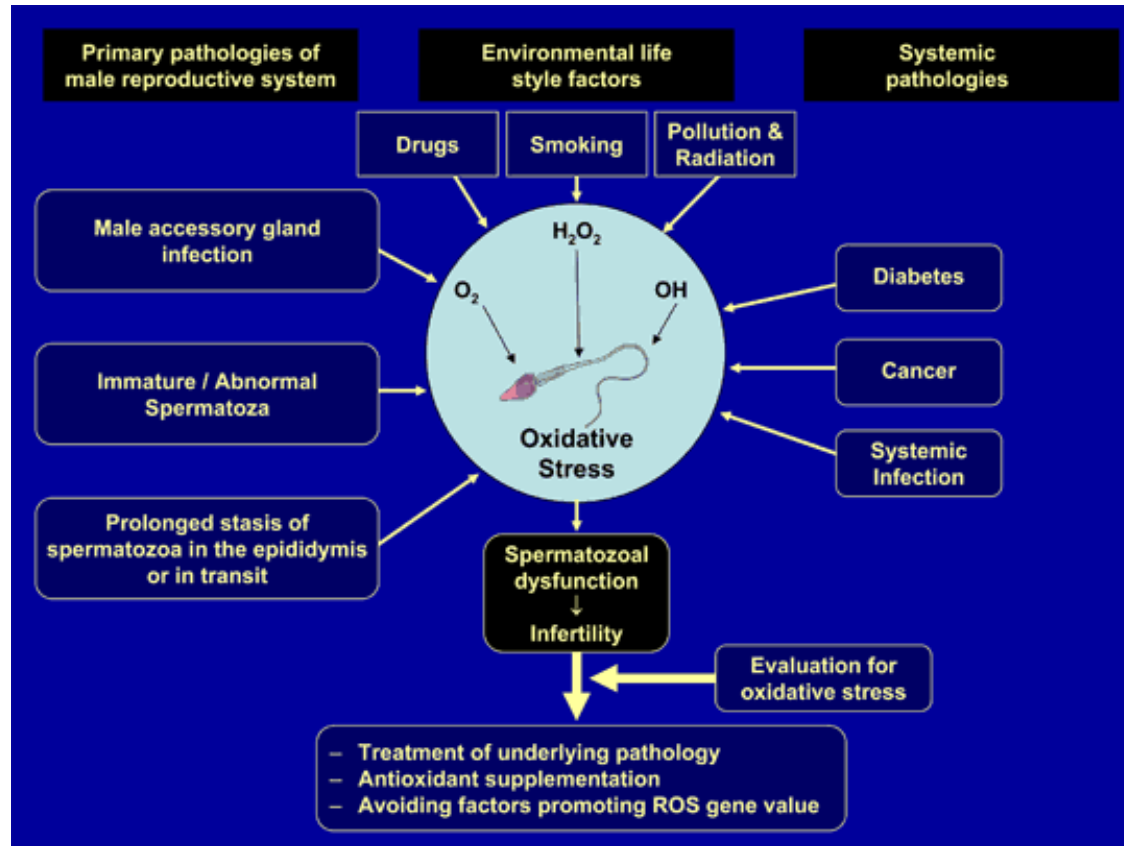 Primary pathologies of
male reproductive system
Environmental life
style factors
Systemic
pathologies
Drugs
Smoking
Pollution &
Radiation
Male accessory gland
infection
Immature / Abnormal
Spermatoza
Prolonged stasis of
spermatozoa in the epididymis
or in transit
H₂O₂
O₂
OH
Oxidative
Stress
Diabetes
Cancer
Systemic
Infection
Spermatozoal
dysfunction
↓
Infertility
Evaluation for
oxidative stress
– Treatment of underlying pathology
– Antioxidant supplementation
– Avoiding factors promoting ROS gene value